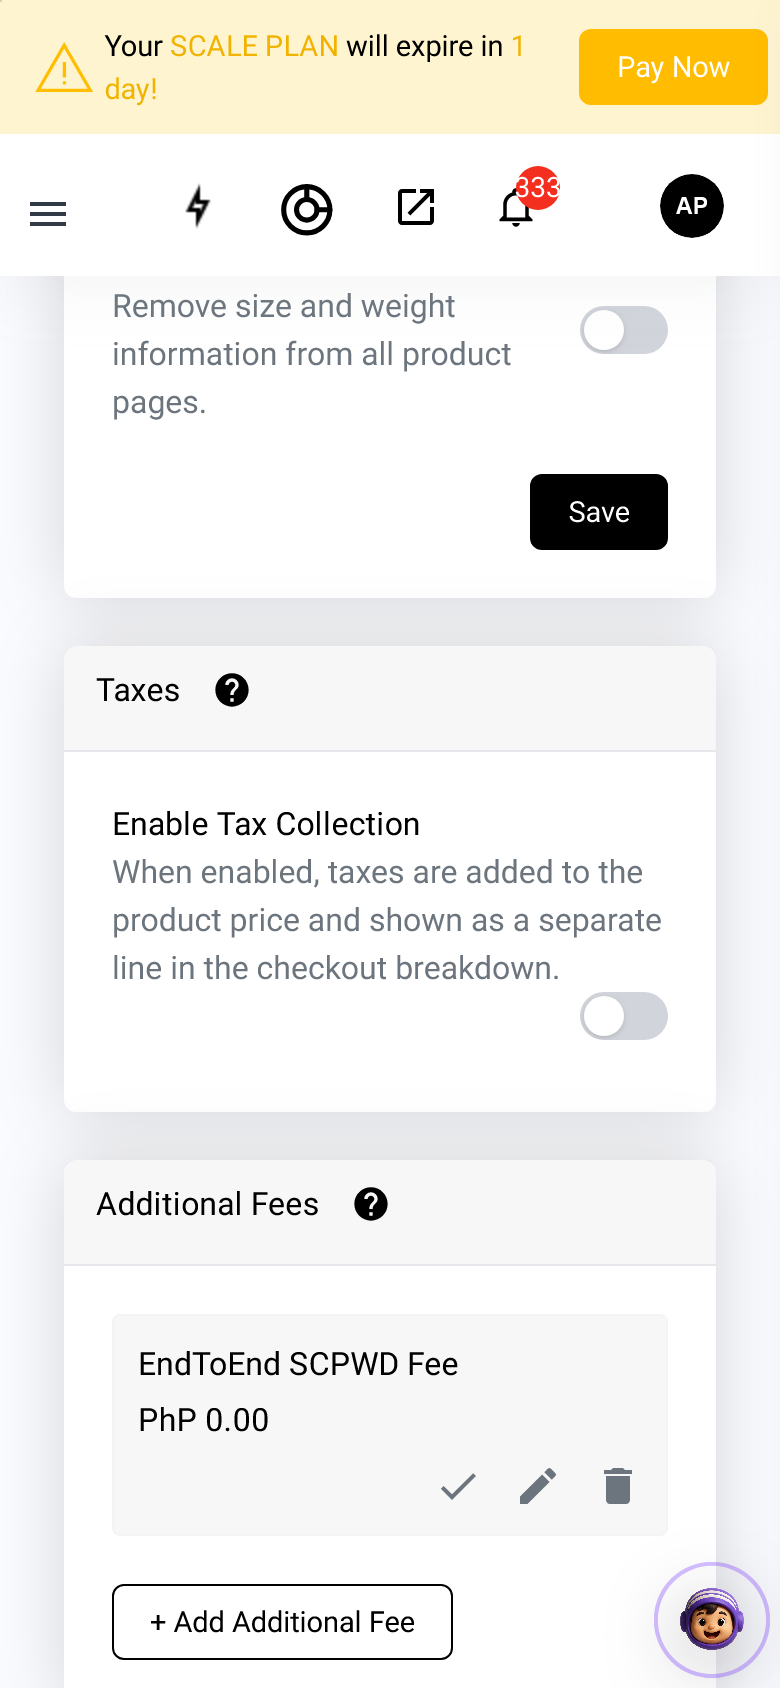 Your SCALE PLAN will expire in 1
day!
Pay Now
333
AP
Remove size and weight
information from all product
pages.
Save
Taxes ?
Enable Tax Collection
When enabled, taxes are added to the
product price and shown as a separate
line in the checkout breakdown.
Additional Fees ?
EndToEnd SCPWD Fee
PhP 0.00
+ Add Additional Fee